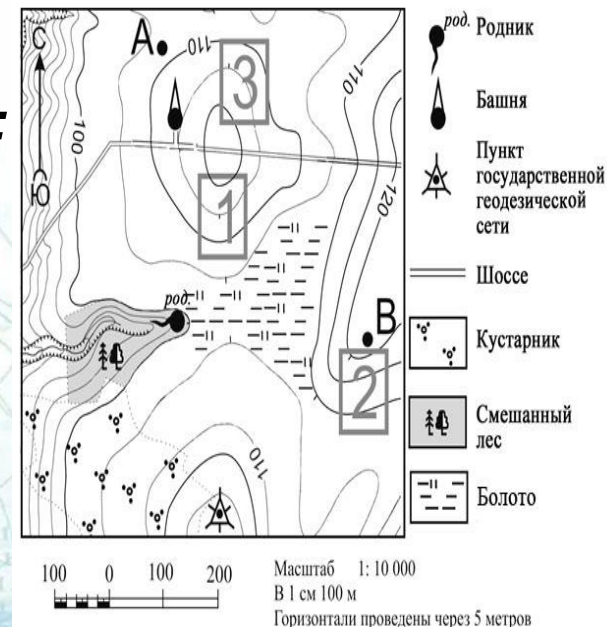 С
Ю
А
110
3
100
1
110
120
В
2
110
род.
род. Родник
Башня
Пункт
государственной
геодезической
сети
Шоссе
Кустарник
Смешанный
лес
Болото
100 0 100 200
Масштаб 1: 10 000
В 1 см 100 м
Горизонтали проведены через 5 метров